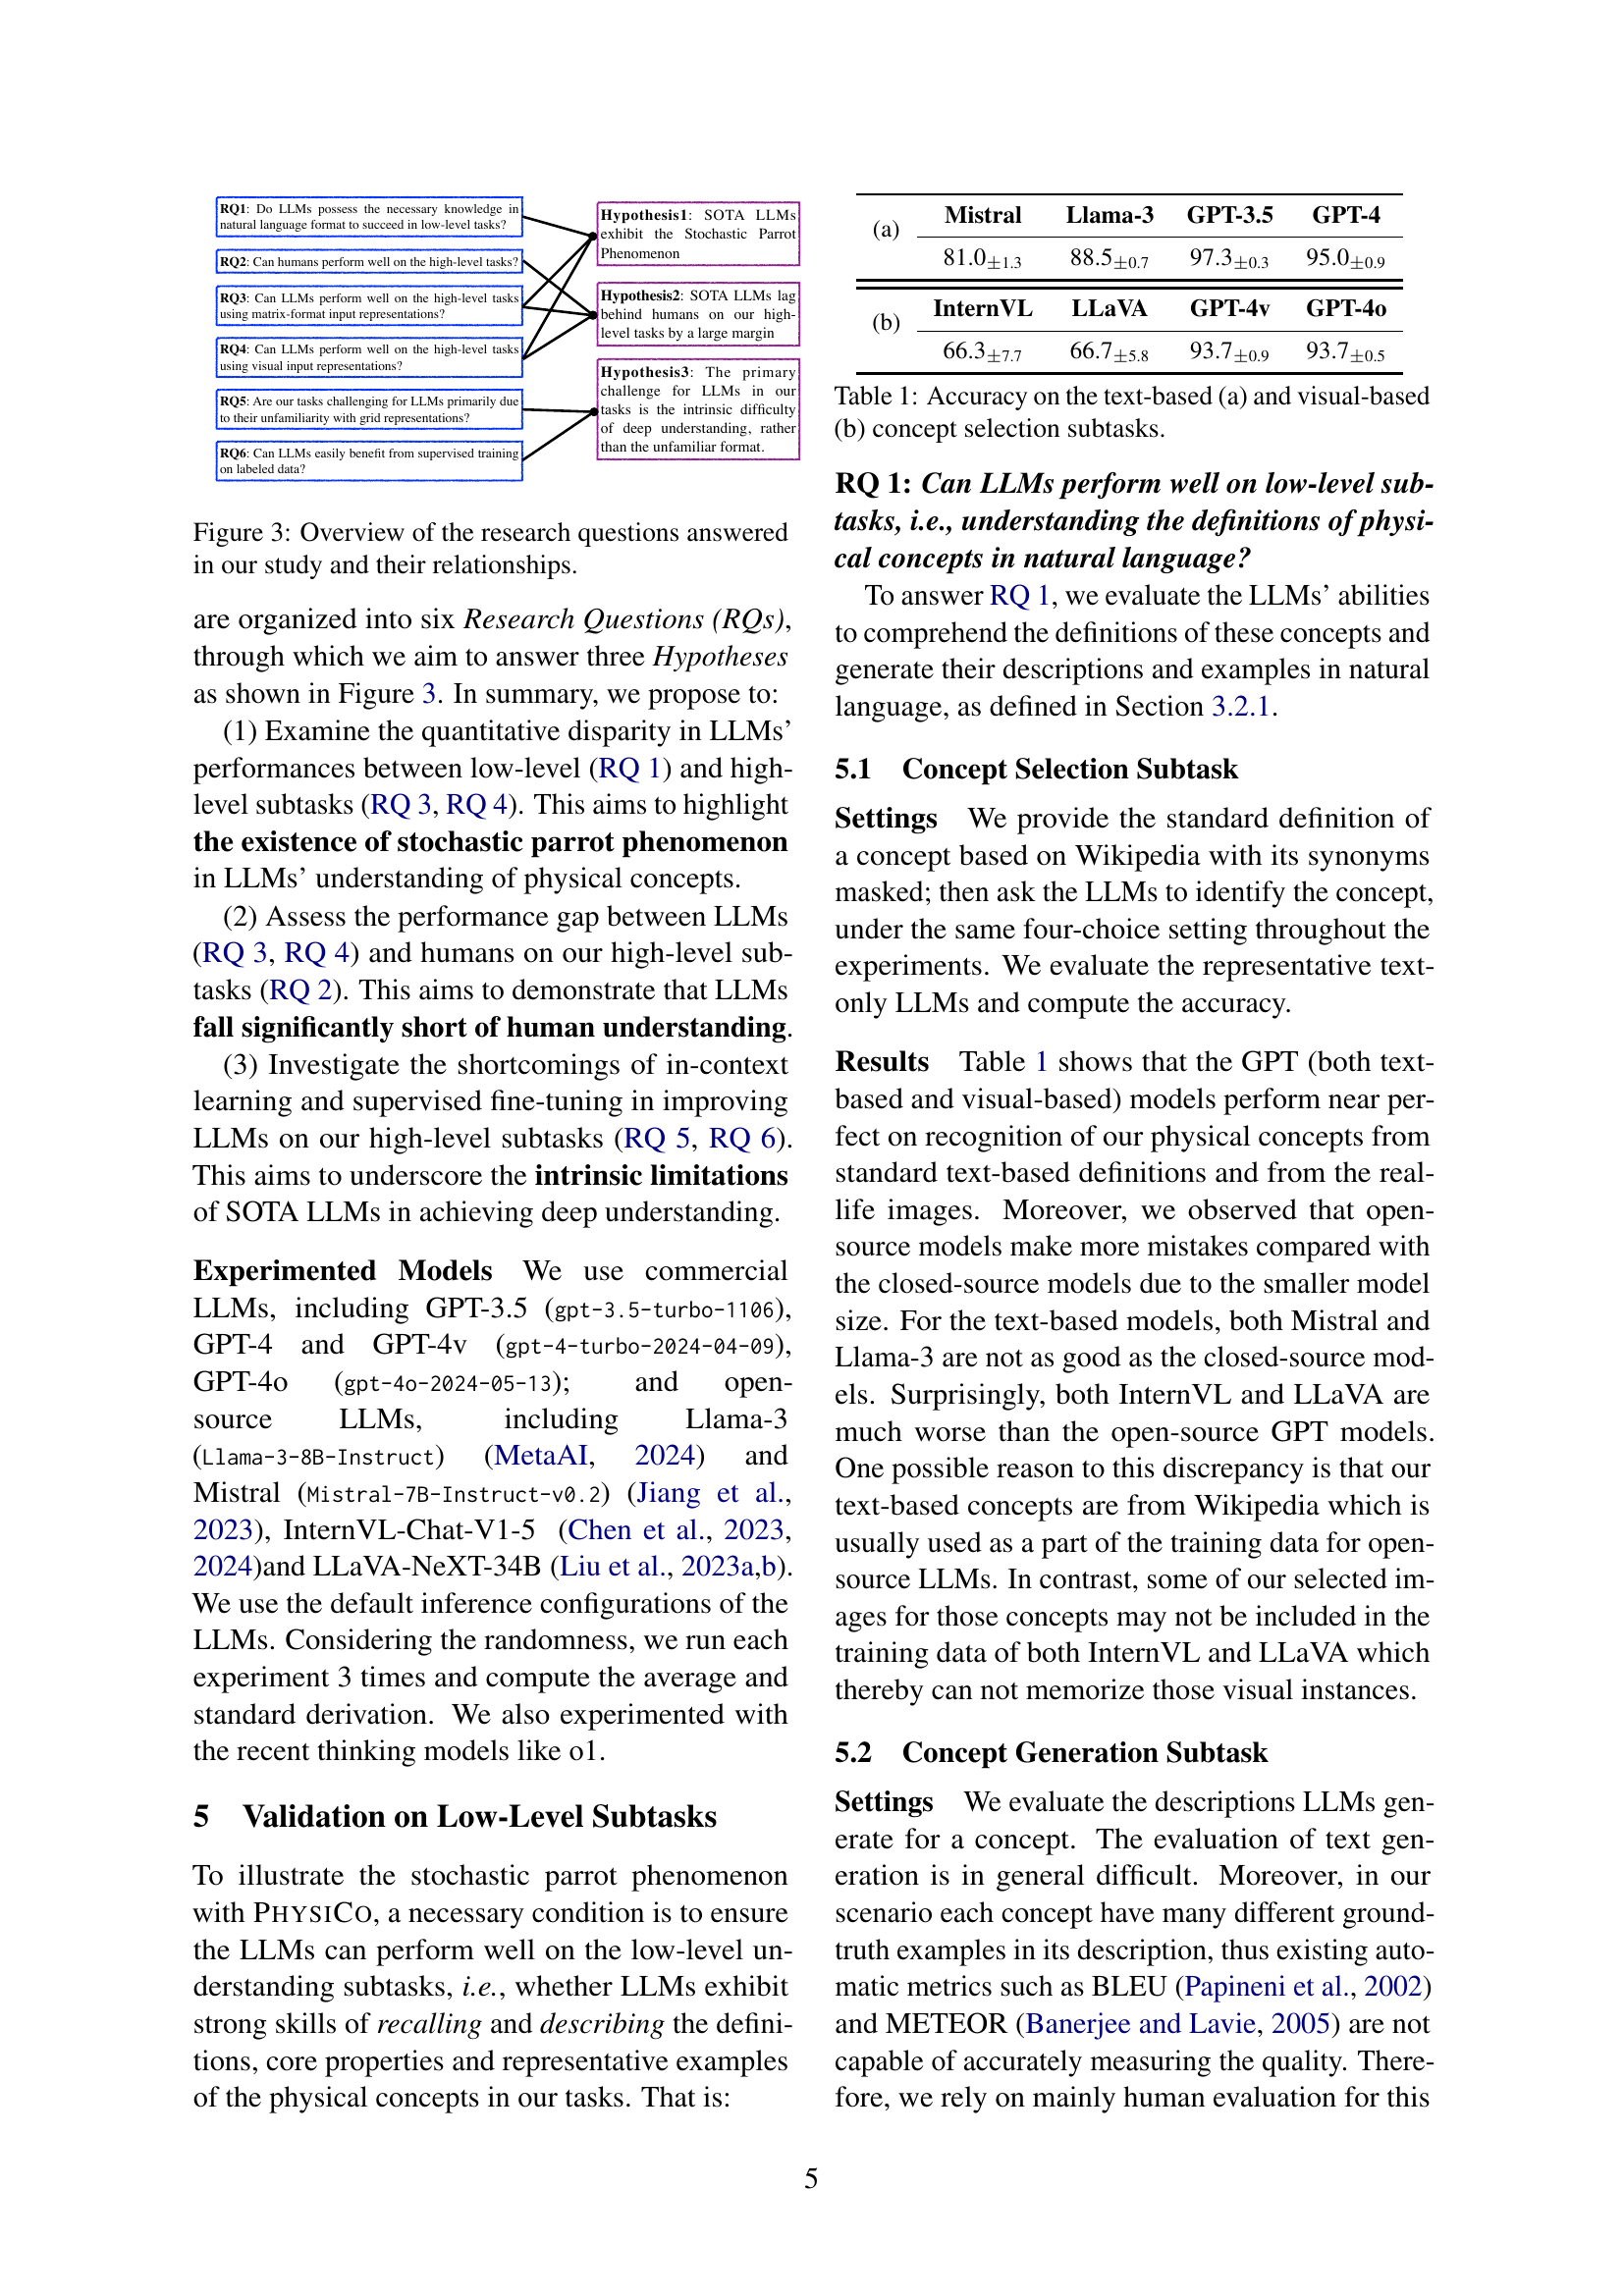 RQ1: Do LLMs possess the necessary knowledge in
natural language format to succeed in low-level tasks?
RQ2: Can humans perform well on the high-level tasks?
RQ3: Can LLMs perform well on the high-level tasks
using matrix-format input representations?
RQ4: Can LLMs perform well on the high-level tasks
using visual input representations?
RQ5: Are our tasks challenging for LLMs primarily due
to their unfamiliarity with grid representations?
RQ6: Can LLMs easily benefit from supervised training
on labeled data?
Hypothesis1: SOTA LLMs
exhibit the Stochastic Parrot
Phenomenon
Hypothesis2: SOTA LLMs lag
behind humans on our high-
level tasks by a large margin
Hypothesis3: The primary
challenge for LLMs in our
tasks is the intrinsic difficulty
of deep understanding, rather
than the unfamiliar format.
Figure 3: Overview of the research questions answered
in our study and their relationships.
are organized into six Research Questions (RQs),
through which we aim to answer three Hypotheses
as shown in Figure 3. In summary, we propose to:
(1) Examine the quantitative disparity in LLMs'
performances between low-level (RQ 1) and high-
level subtasks (RQ 3, RQ 4). This aims to highlight
the existence of stochastic parrot phenomenon
in LLMs' understanding of physical concepts.
(2) Assess the performance gap between LLMs
(RQ 3, RQ 4) and humans on our high-level sub-
tasks (RQ 2). This aims to demonstrate that LLMs
fall significantly short of human understanding.
(3) Investigate the shortcomings of in-context
learning and supervised fine-tuning in improving
LLMs on our high-level subtasks (RQ 5, RQ 6).
This aims to underscore the intrinsic limitations
of SOTA LLMs in achieving deep understanding.
Experimented Models We use commercial
LLMs, including GPT-3.5 (gpt-3.5-turbo-1106),
GPT-4 and GPT-4v (gpt-4-turbo-2024-04-09),
GPT-4o (gpt-4o-2024-05-13); and open-
source LLMs, including Llama-3
(Llama-3-8B-Instruct) (MetaAI, 2024) and
Mistral (Mistral-7B-Instruct-v0.2) (Jiang et al.,
2023), InternVL-Chat-V1-5 (Chen et al., 2023,
2024)and LLaVA-NeXT-34B (Liu et al., 2023a,b).
We use the default inference configurations of the
LLMs. Considering the randomness, we run each
experiment 3 times and compute the average and
standard derivation. We also experimented with
the recent thinking models like o1.
5 Validation on Low-Level Subtasks
To illustrate the stochastic parrot phenomenon
with PHYSICO, a necessary condition is to ensure
the LLMs can perform well on the low-level un-
derstanding subtasks, i.e., whether LLMs exhibit
strong skills of recalling and describing the defini-
tions, core properties and representative examples
of the physical concepts in our tasks. That is:
(a) Mistral Llama-3 GPT-3.5 GPT-4
81.0±1.3 88.5±0.7 97.3±0.3 95.0±0.9
(b) InternVL LLaVA GPT-4v GPT-4o
66.3±7.7 66.7±5.8 93.7±0.9 93.7±0.5
Table 1: Accuracy on the text-based (a) and visual-based
(b) concept selection subtasks.
RQ 1: Can LLMs perform well on low-level sub-
tasks, i.e., understanding the definitions of physi-
cal concepts in natural language?
To answer RQ 1, we evaluate the LLMs' abilities
to comprehend the definitions of these concepts and
generate their descriptions and examples in natural
language, as defined in Section 3.2.1.
5.1 Concept Selection Subtask
Settings We provide the standard definition of
a concept based on Wikipedia with its synonyms
masked; then ask the LLMs to identify the concept,
under the same four-choice setting throughout the
experiments. We evaluate the representative text-
only LLMs and compute the accuracy.
Results Table 1 shows that the GPT (both text-
based and visual-based) models perform near per-
fect on recognition of our physical concepts from
standard text-based definitions and from the real-
life images. Moreover, we observed that open-
source models make more mistakes compared with
the closed-source models due to the smaller model
size. For the text-based models, both Mistral and
Llama-3 are not as good as the closed-source mod-
els. Surprisingly, both InternVL and LLaVA are
much worse than the open-source GPT models.
One possible reason to this discrepancy is that our
text-based concepts are from Wikipedia which is
usually used as a part of the training data for open-
source LLMs. In contrast, some of our selected im-
ages for those concepts may not be included in the
training data of both InternVL and LLaVA which
thereby can not memorize those visual instances.
5.2 Concept Generation Subtask
Settings We evaluate the descriptions LLMs gen-
erate for a concept. The evaluation of text gen-
eration is in general difficult. Moreover, in our
scenario each concept have many different ground-
truth examples in its description, thus existing auto-
matic metrics such as BLEU (Papineni et al., 2002)
and METEOR (Banerjee and Lavie, 2005) are not
capable of accurately measuring the quality. There-
fore, we rely on mainly human evaluation for this
5